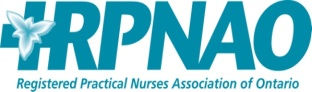 RPNAO
Registered Practical Nurses Association of Ontario